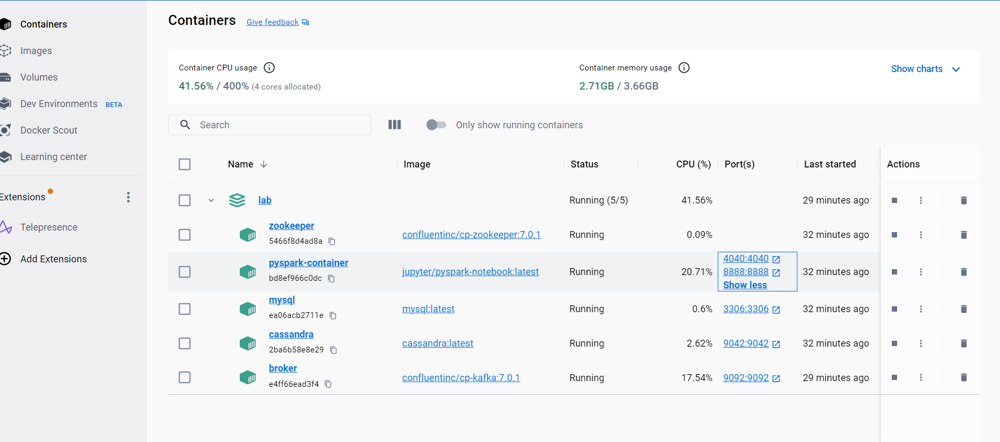 Containers
Images
Volumes
Dev Environments BETA
Docker Scout
Learning center
Extensions
Telepresence
Add Extensions
Containers Give feedback
Container CPU usage
41.56% / 400% (4 cores allocated)
Container memory usage
2.71GB / 3.66GB
Show charts
Search
Only show running containers
Name Image Status CPU (%) Port(s) Last started Actions
lab Running (5/5) 41.56% 29 minutes ago
zookeeper
5466f8d4ad8a
confluentinc/cp-zookeeper:7.0.1 Running 0.09% 32 minutes ago
pyspark-container
bd8ef966c0dc
jupyter/pyspark-notebook:latest Running 20.71%
4040:4040
8888:8888
Show less
32 minutes ago
mysql
ea06acb2711e
mysql:latest Running 0.6% 3306:3306 32 minutes ago
cassandra
2ba6b58e8e29
cassandra:latest Running 2.62% 9042:9042 32 minutes ago
broker
e4ff66ead3f4
confluentinc/cp-kafka:7.0.1 Running 17.54% 9092:9092 29 minutes ago